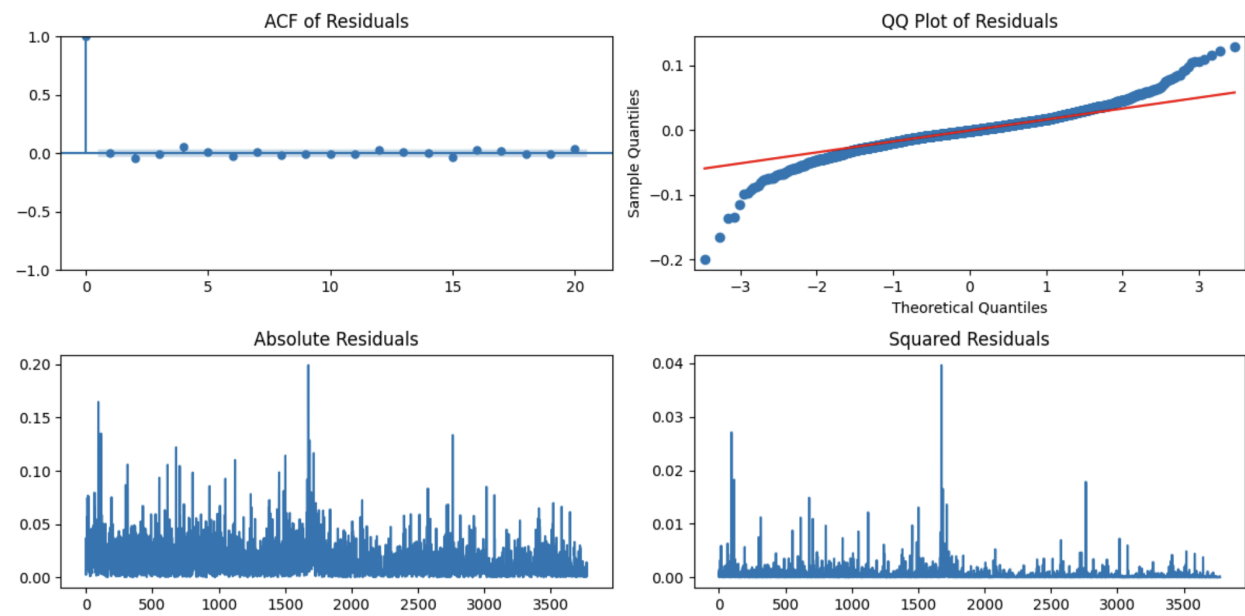 ACF of Residuals
1.0
0.5
0.0
−0.5
−1.0
0 5 10 15 20
QQ Plot of Residuals
Sample Quantiles
0.1
0.0
−0.1
−0.2
−3 −2 −1 0 1 2 3
Theoretical Quantiles
Absolute Residuals
0.20
0.15
0.10
0.05
0.00
0 500 1000 1500 2000 2500 3000 3500
Squared Residuals
0.04
0.03
0.02
0.01
0.00
0 500 1000 1500 2000 2500 3000 3500